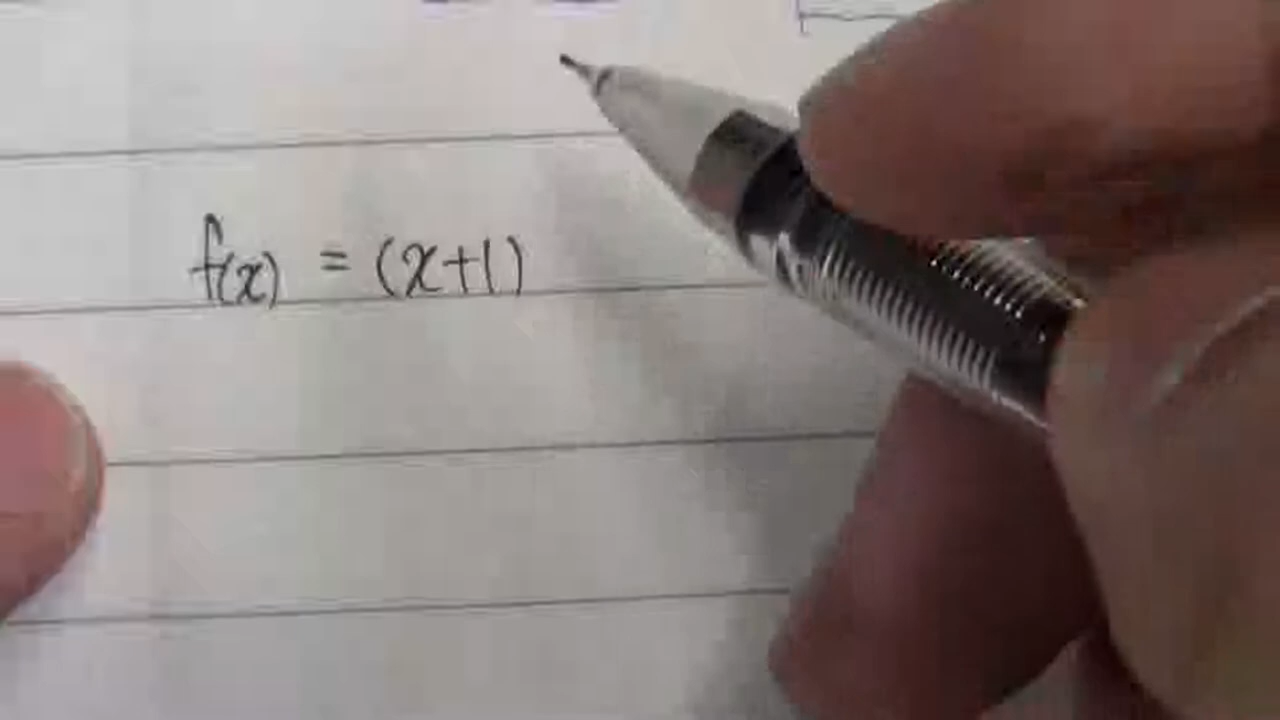 f(x) = (x+1)